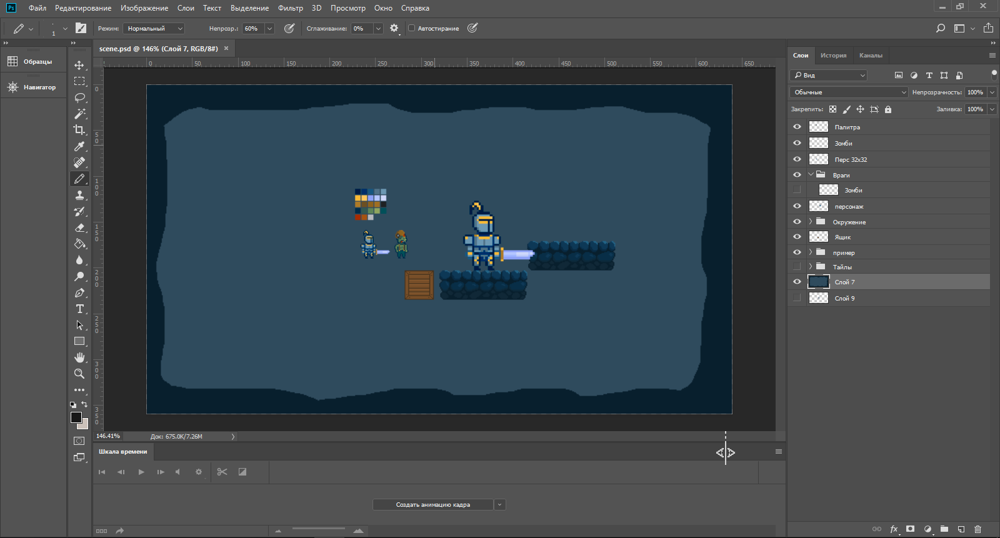 Ps Файл Редактирование Изображение Слои Текст Выделение Фильтр 3D Просмотр Окно Справка
1 Режим: Нормальный Непрозр.: 60% Сглаживание: 0% Автостирание
scene.psd @ 146% (Слой 7, RGB/8#) ×
Образцы
Навигатор
0 50 100 150 200 250 300 350 400 450 500 550 600 650
0
50
100
150
200
250
300
350
T
146.41% Док: 675.0K/7.26M
Шкала времени
Создать анимацию кадра
Слои История Каналы
Вид T
Обычные Непрозрачность: 100%
Закрепить: Заливка: 100%
Палитра
Зомби
Перс 32x32
Враги
Зомби
персонаж
Окружение
Ящик
пример
Тайлы
Слой 7
Слой 9
fx